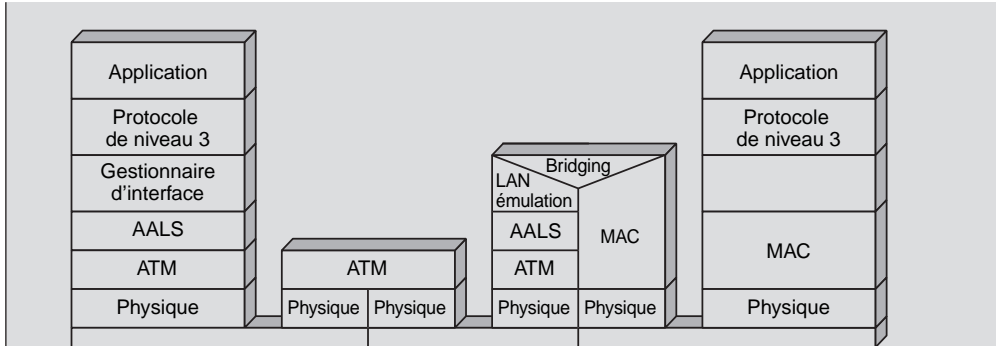 Application
Protocole
de niveau 3
Gestionnaire
d'interface
AALS
ATM
Physique
ATM
Physique
Physique
Bridging
LAN
émulation
AALS
ATM
Physique
MAC
Physique
Application
Protocole
de niveau 3
MAC
Physique